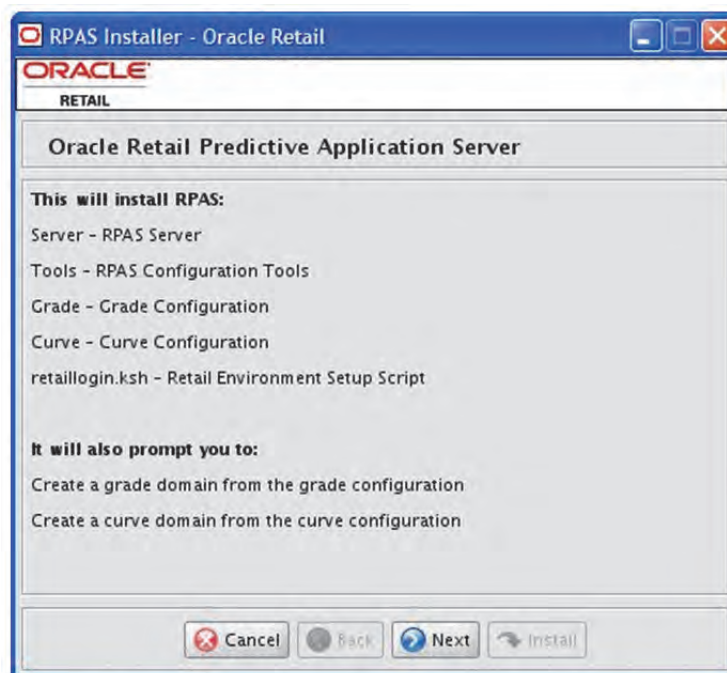 RPAS Installer - Oracle Retail
ORACLE
RETAIL
Oracle Retail Predictive Application Server
This will install RPAS:
Server - RPAS Server
Tools - RPAS Configuration Tools
Grade - Grade Configuration
Curve - Curve Configuration
retaillogin.ksh - Retail Environment Setup Script
It will also prompt you to:
Create a grade domain from the grade configuration
Create a curve domain from the curve configuration
Cancel Back Next Install